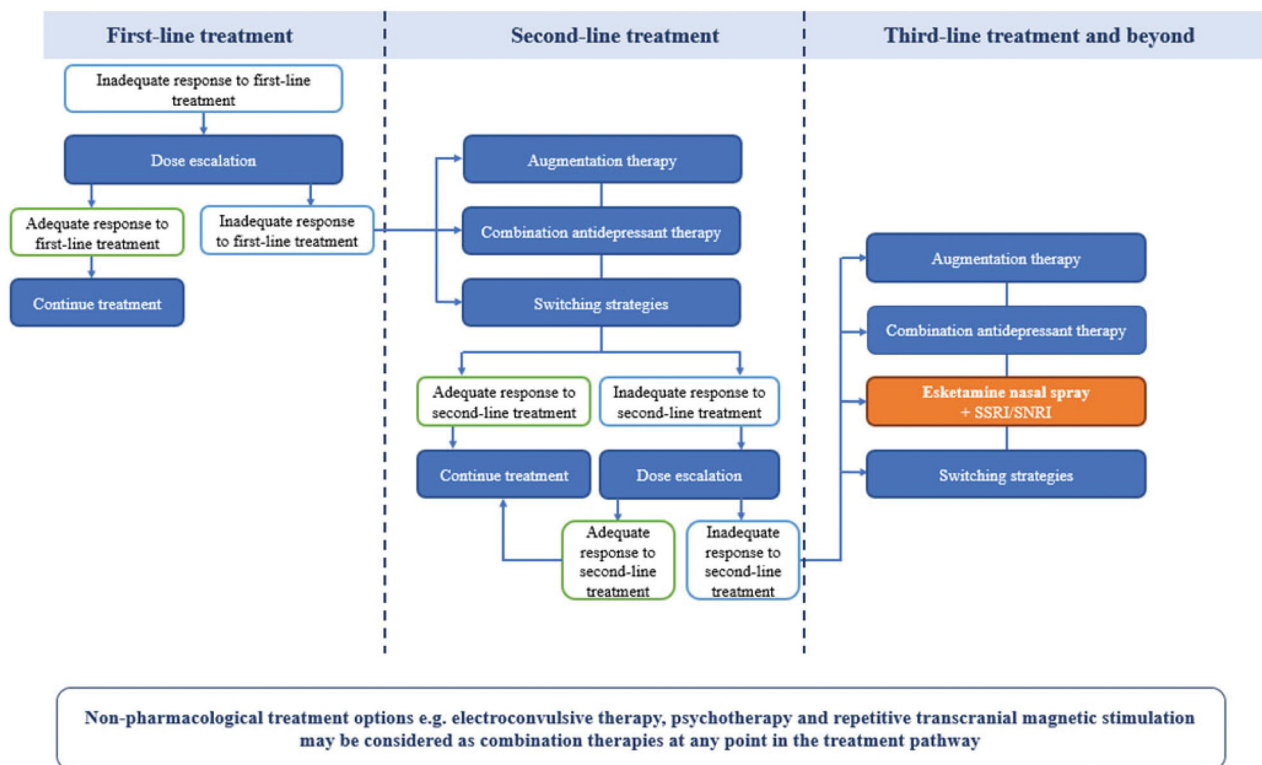 First-line treatment
Inadequate response to first-line
treatment
Dose escalation
Adequate response to
first-line treatment
Inadequate response
to first-line treatment
Continue treatment
Second-line treatment
Augmentation therapy
Combination antidepressant therapy
Switching strategies
Adequate response to
second-line treatment
Inadequate response to
second-line treatment
Continue treatment
Dose escalation
Adequate
response to
second-line
treatment
Inadequate
response to
second-line
treatment
Third-line treatment and beyond
Augmentation therapy
Combination antidepressant therapy
Esketamine nasal spray
+ SSRI/SNRI
Switching strategies
Non-pharmacological treatment options e.g. electroconvulsive therapy, psychotherapy and repetitive transcranial magnetic stimulation
may be considered as combination therapies at any point in the treatment pathway